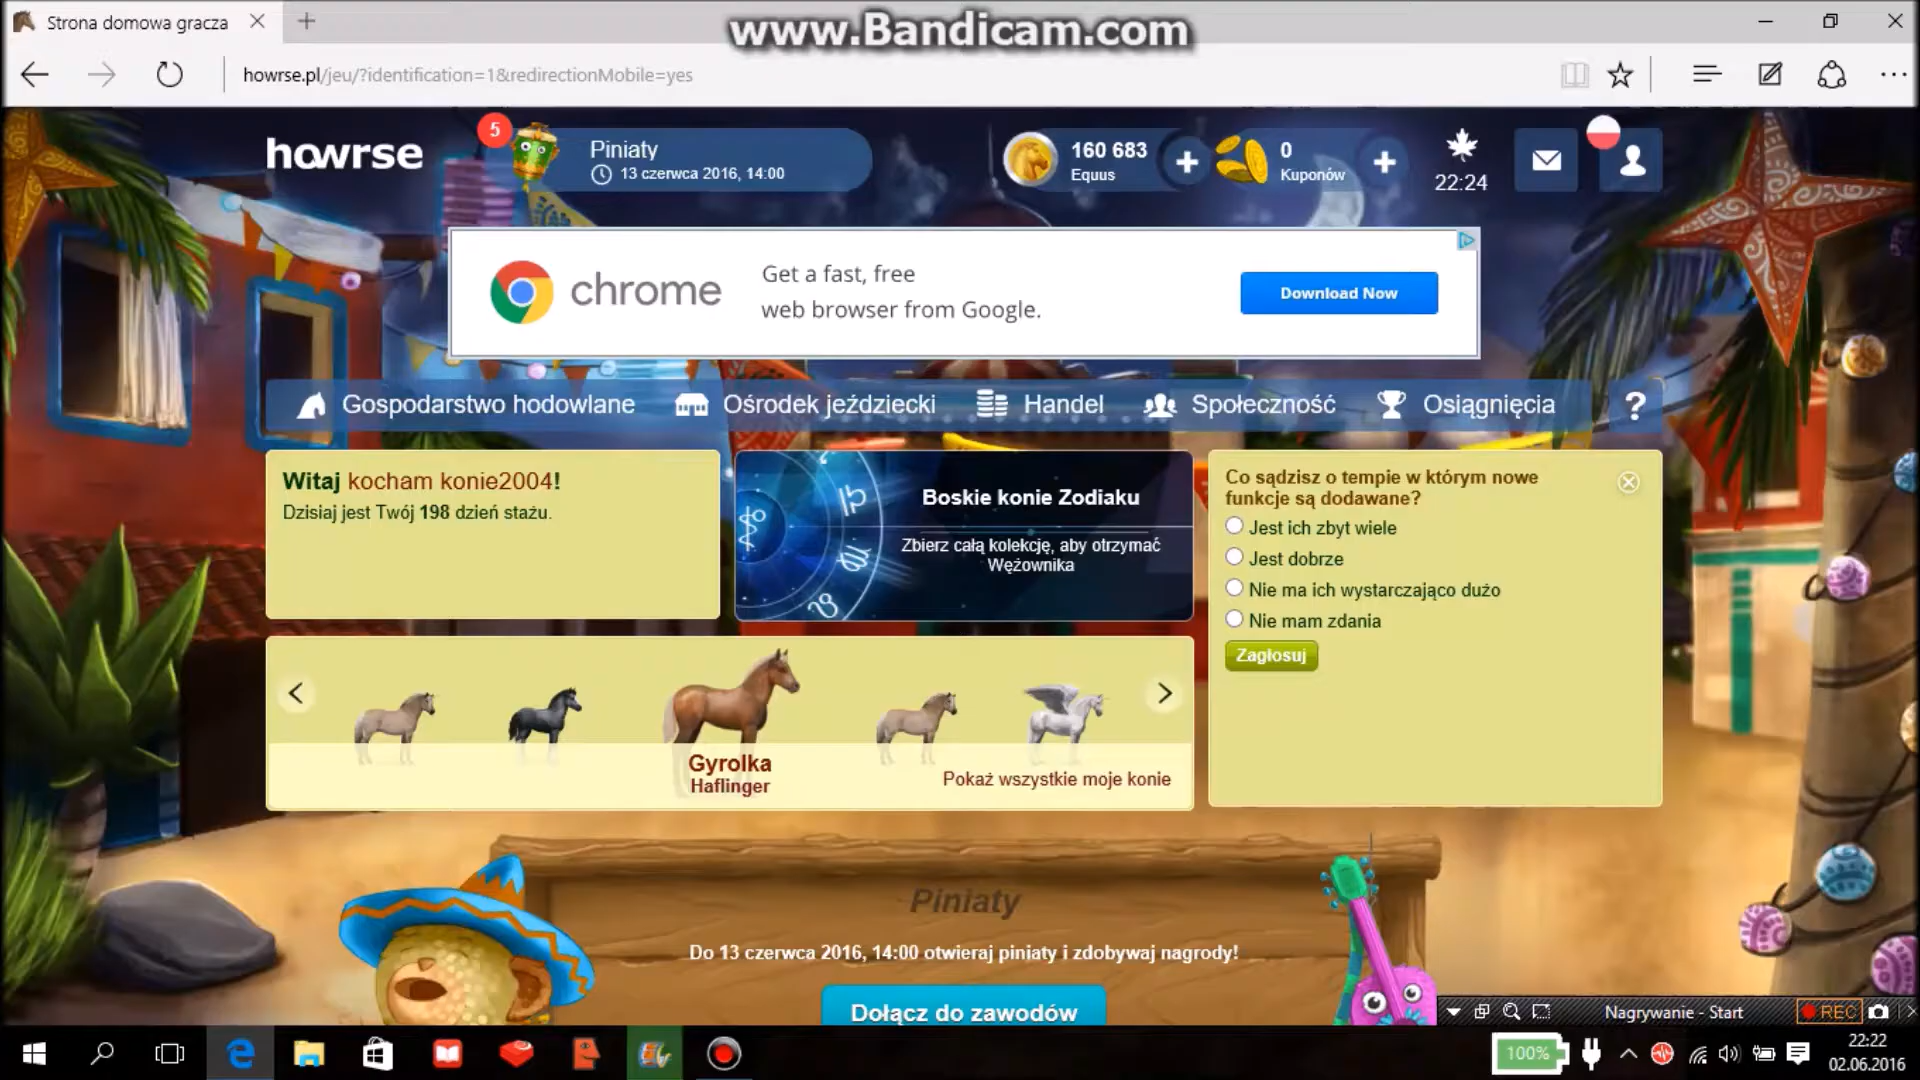 Strona domowa gracza
www.Bandicam.com
howrse.pl/jeu/?identification=1&redirectionMobile=yes
howrse
5
Piniaty
13 czerwca 2016, 14:00
160 683
Equus
0
Kuponów
22:24
chrome
Get a fast, free
web browser from Google.
Download Now
Gospodarstwo hodowlane
Ośrodek jeździecki
Handel
Społeczność
Osiągnięcia
?
Witaj kocham konie2004!
Dzisiaj jest Twój 198 dzień stażu.
Boskie konie Zodiaku
Zbierz całą kolekcję, aby otrzymać
Wężownika
Co sądzisz o tempie w którym nowe
funkcje są dodawane?
Jest ich zbyt wiele
Jest dobrze
Nie ma ich wystarczająco dużo
Nie mam zdania
Zagłosuj
Gyrolka
Haflinger
Pokaż wszystkie moje konie
Piniaty
Do 13 czerwca 2016, 14:00 otwieraj piniaty i zdobywaj nagrody!
Dołącz do zawodów
Nagrywanie - Start
REC
100%
22:22
02.06.2016